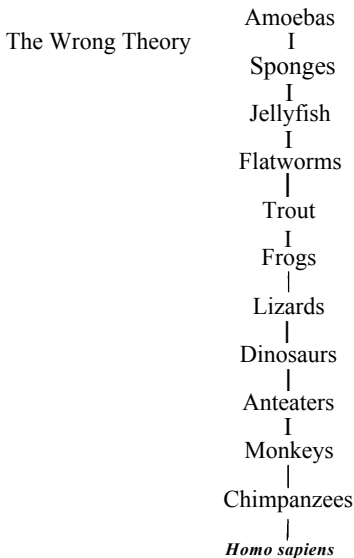 Amoebas
The Wrong Theory
I
Sponges
I
Jellyfish
I
Flatworms
|
Trout
I
Frogs
|
Lizards
|
Dinosaurs
|
Anteaters
I
Monkeys
|
Chimpanzees
|
Homo sapiens